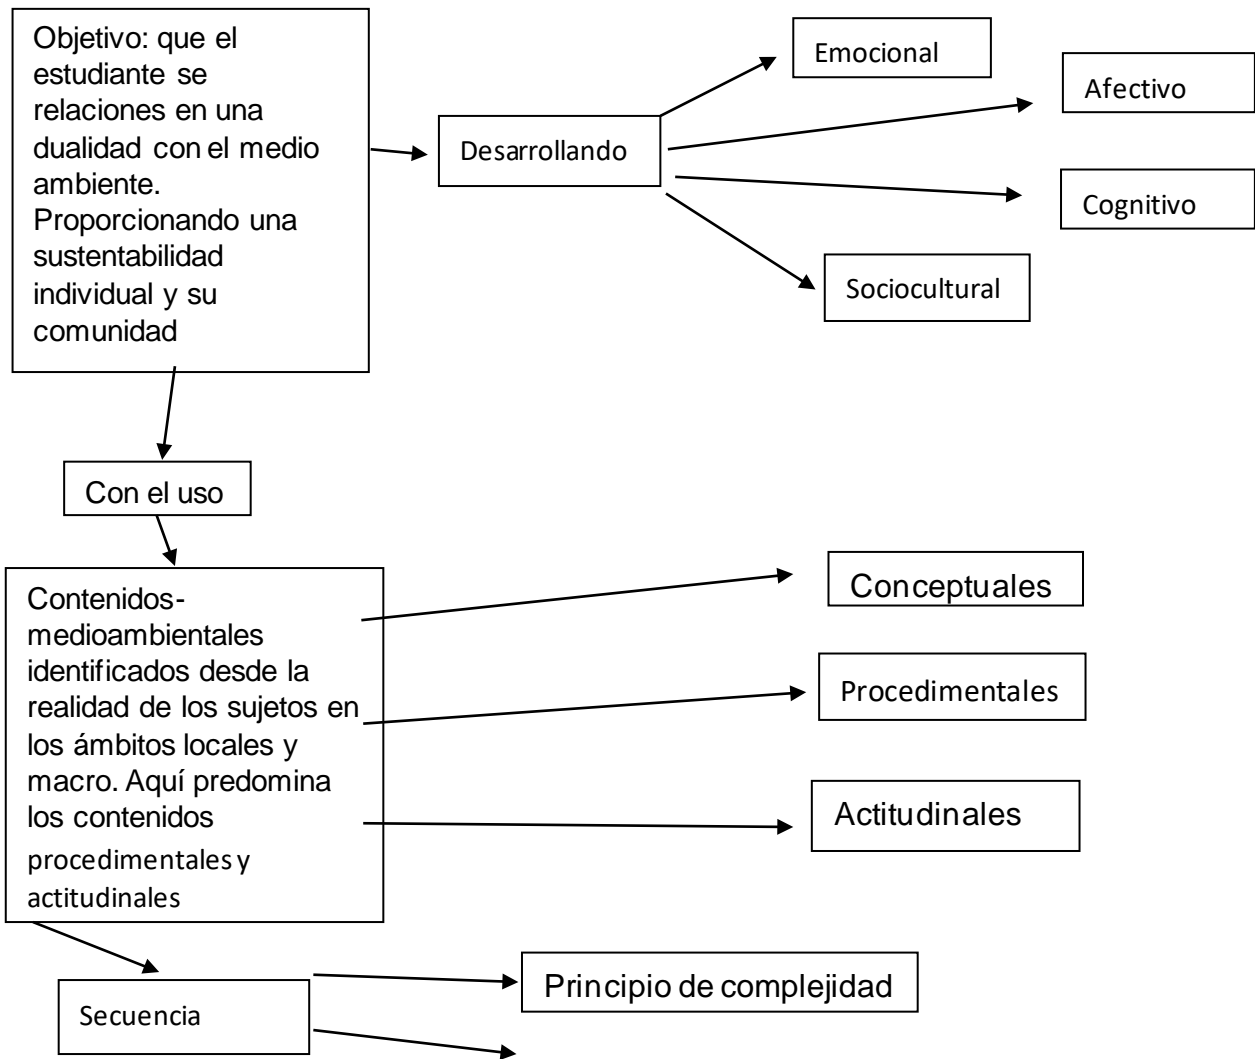 Objetivo: que el
estudiante se
relaciones en una
dualidad con el medio
ambiente.
Proporcionando una
sustentabilidad
individual y su
comunidad
Desarrollando
Emocional
Afectivo
Cognitivo
Sociocultural
Con el uso
Contenidos-
medioambientales
identificados desde la
realidad de los sujetos en
los ámbitos locales y
macro. Aquí predomina
los contenidos
procedimentales y
actitudinales
Conceptuales
Procedimentales
Actitudinales
Secuencia
Principio de complejidad